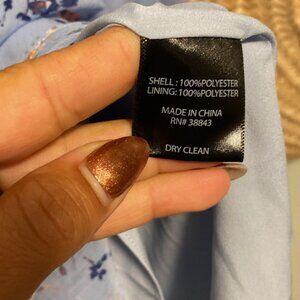 SHELL : 100%POLYESTER
LINING: 100%POLYESTER
MADE IN CHINA
RN# 38843
DRY CLEAN